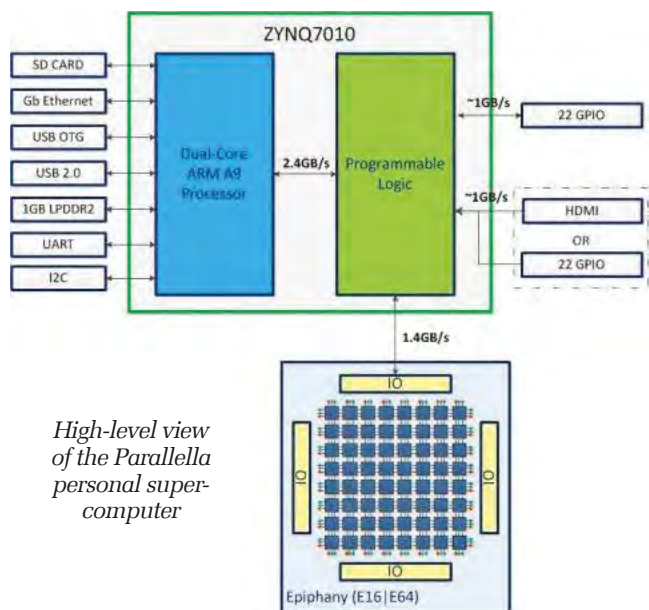 ZYNQ7010
SD CARD
Gb Ethernet
USB OTG
USB 2.0
1GB LPDDR2
UART
I2C
Dual-Core
ARM A9
Processor
2.4GB/s
Programmable
Logic
~1GB/s
22 GPIO
~1GB/s
HDMI
OR
22 GPIO
1.4GB/s
IO
IO
IO
IO
Epiphany (E16|E64)
High-level view
of the Parallella
personal super-
computer